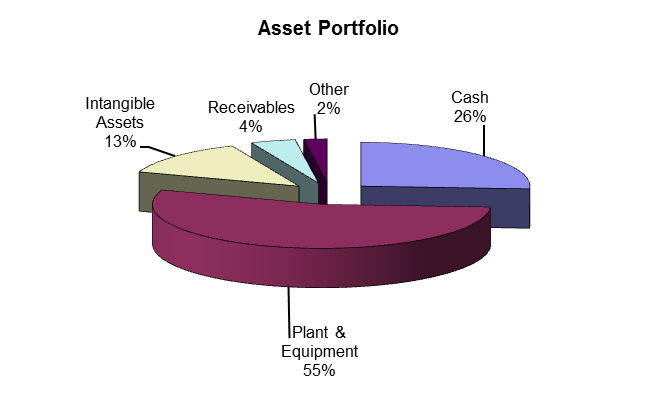 Asset Portfolio
Other
2%
Cash
26%
Receivables
4%
Intangible
Assets
13%
Plant &
Equipment
55%